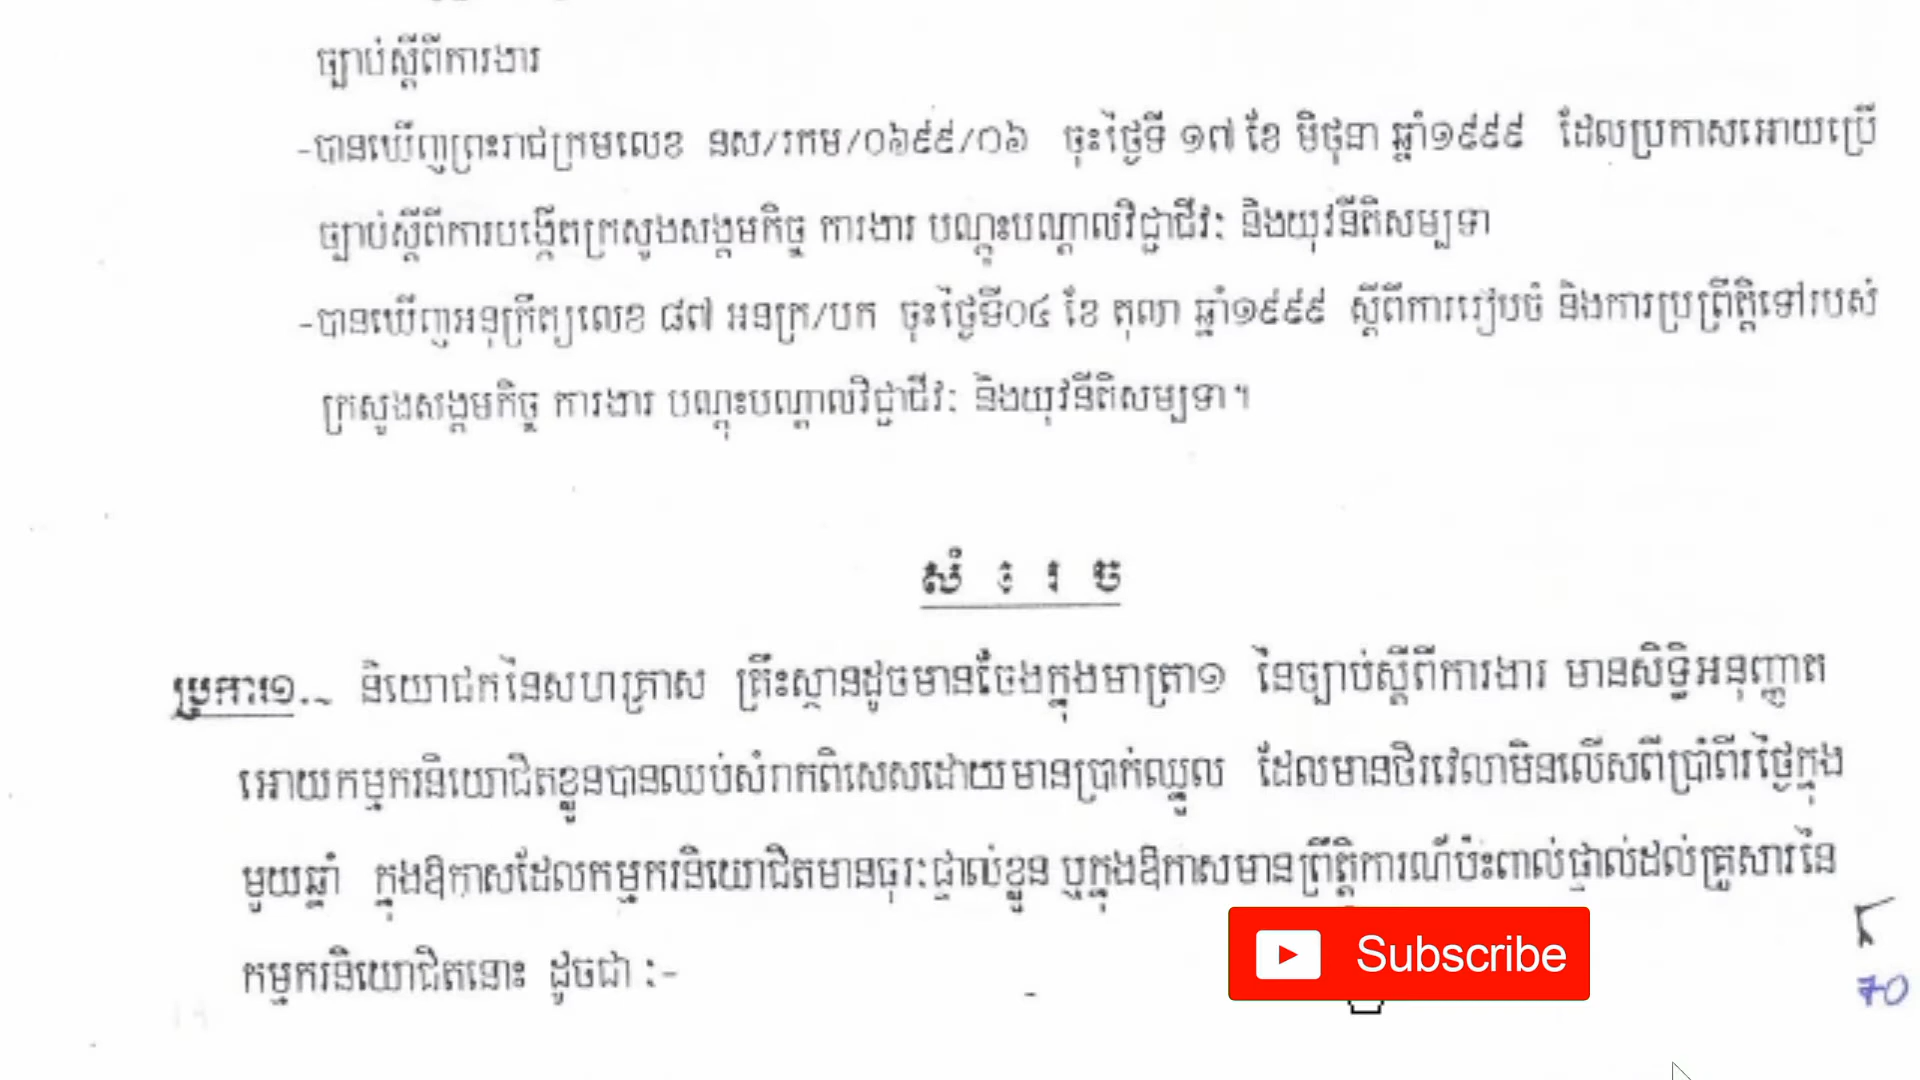 ច្បាប់ស្តីពីការងារ
-បានឃើញព្រះរាជក្រមលេខ នស/រកម/០៦៩៩/០៦ ចុះថ្ងៃទី ១៧ ខែ មិថុនា ឆ្នាំ១៩៩៩ ដែលប្រកាសអោយប្រើ
ច្បាប់ស្តីពីការបង្កើតក្រសួងសង្គមកិច្ច ការងារ បណ្តុះបណ្តាលវិជ្ជាជីវៈ និងយុវនីតិសម្បទា
-បានឃើញអនុក្រឹត្យលេខ ៨៧ អនក្រ/បក ចុះថ្ងៃទី០៤ ខែ តុលា ឆ្នាំ១៩៩៩ ស្តីពីការរៀបចំ និងការប្រព្រឹត្តិទៅរបស់
ក្រសួងសង្គមកិច្ច ការងារ បណ្តុះបណ្តាលវិជ្ជាជីវៈ និងយុវនីតិសម្បទា។
សំ រ េ ច
ប្រការ១.~ និយោជកនៃសហគ្រាស គ្រឹះស្ថានដូចមានចែងក្នុងមាត្រា១ នៃច្បាប់ស្តីពីការងារ មានសិទ្ធិអនុញ្ញាត
អោយកម្មករនិយោជិតខ្លួនបានឈប់សំរាកពិសេសដោយមានប្រាក់ឈ្នួល ដែលមានថិរវេលាមិនលើសពីប្រាំពីរថ្ងៃក្នុង
មួយឆ្នាំ ក្នុងឱកាសដែលកម្មករនិយោជិតមានធុរៈផ្ទាល់ខ្លួន ឬក្នុងឱកាសមានព្រឹត្តិការណ៍ប៉ះពាល់ផ្ទាល់ដល់គ្រួសារនៃ
កម្មករនិយោជិតនោះ ដូចជា ៈ-
Subscribe
70